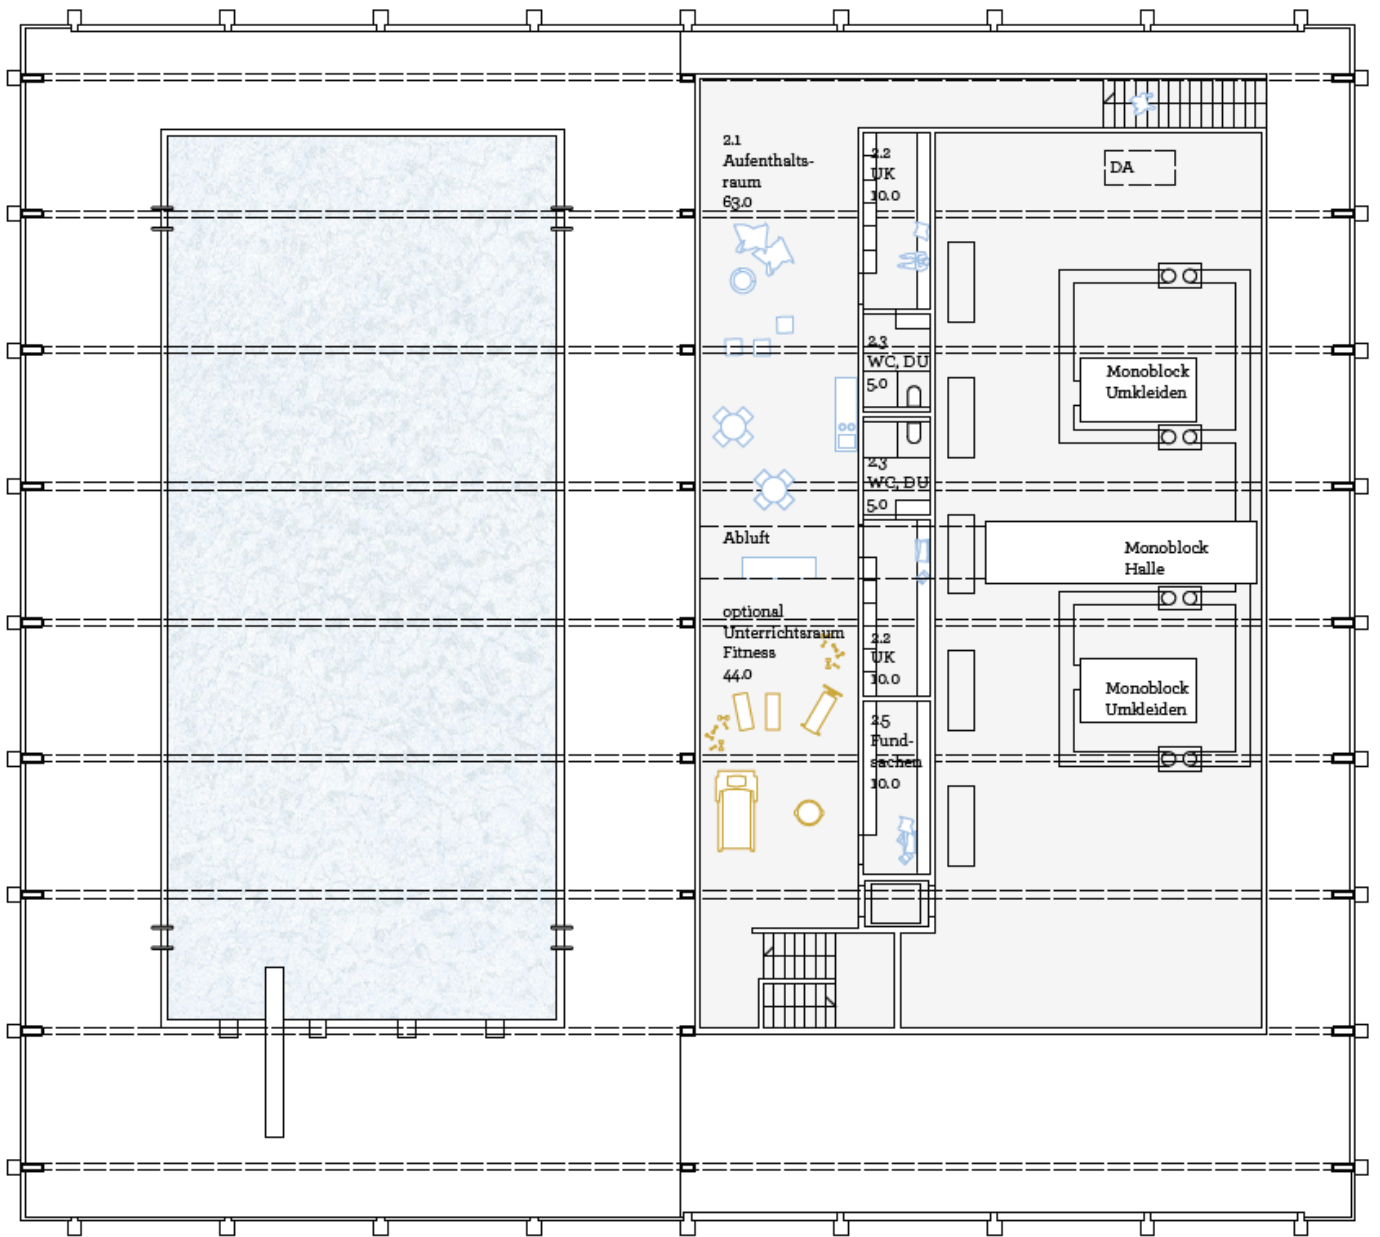 2.1
Aufenthalts-
raum
63.0
2.2
UK
10.0
DA
2.3
WC, DU
5.0
Monoblock
Umkleiden
2.3
WC, DU
5.0
Abluft
Monoblock
Halle
optional
Unterrichtsraum
Fitness
44.0
2.2
UK
10.0
Monoblock
Umkleiden
2.5
Fund-
sachen
10.0